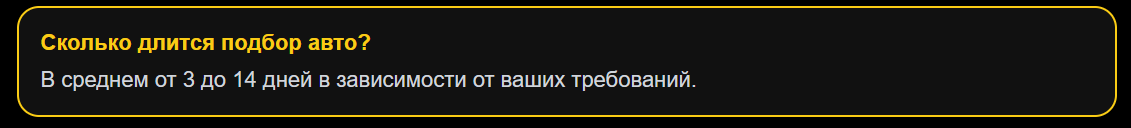 Сколько длится подбор авто?
В среднем от 3 до 14 дней в зависимости от ваших требований.